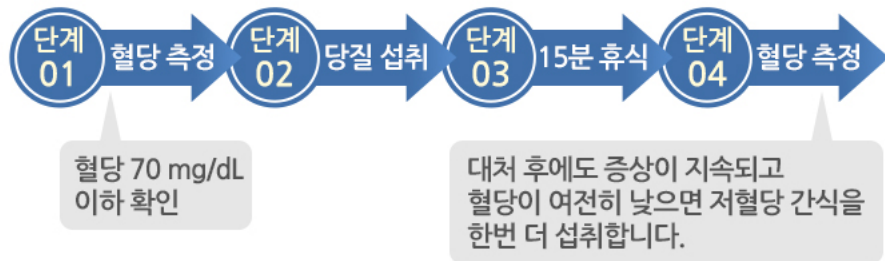 단계
01
혈당 측정
단계
02
당질 섭취
단계
03
15분 휴식
단계
04
혈당 측정
혈당 70 mg/dL
이하 확인
대처 후에도 증상이 지속되고
혈당이 여전히 낮으면 저혈당 간식을
한번 더 섭취합니다.